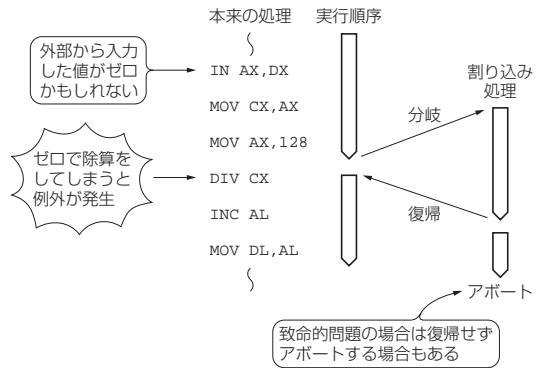 本来の処理
実行順序
外部から入力
した値がゼロ
かもしれない
IN AX,DX
MOV CX,AX
MOV AX,128
ゼロで除算を
してしまうと
例外が発生
DIV CX
INC AL
MOV DL,AL
分岐
復帰
割り込み
処理
アボート
致命的問題の場合は復帰せず
アボートする場合もある